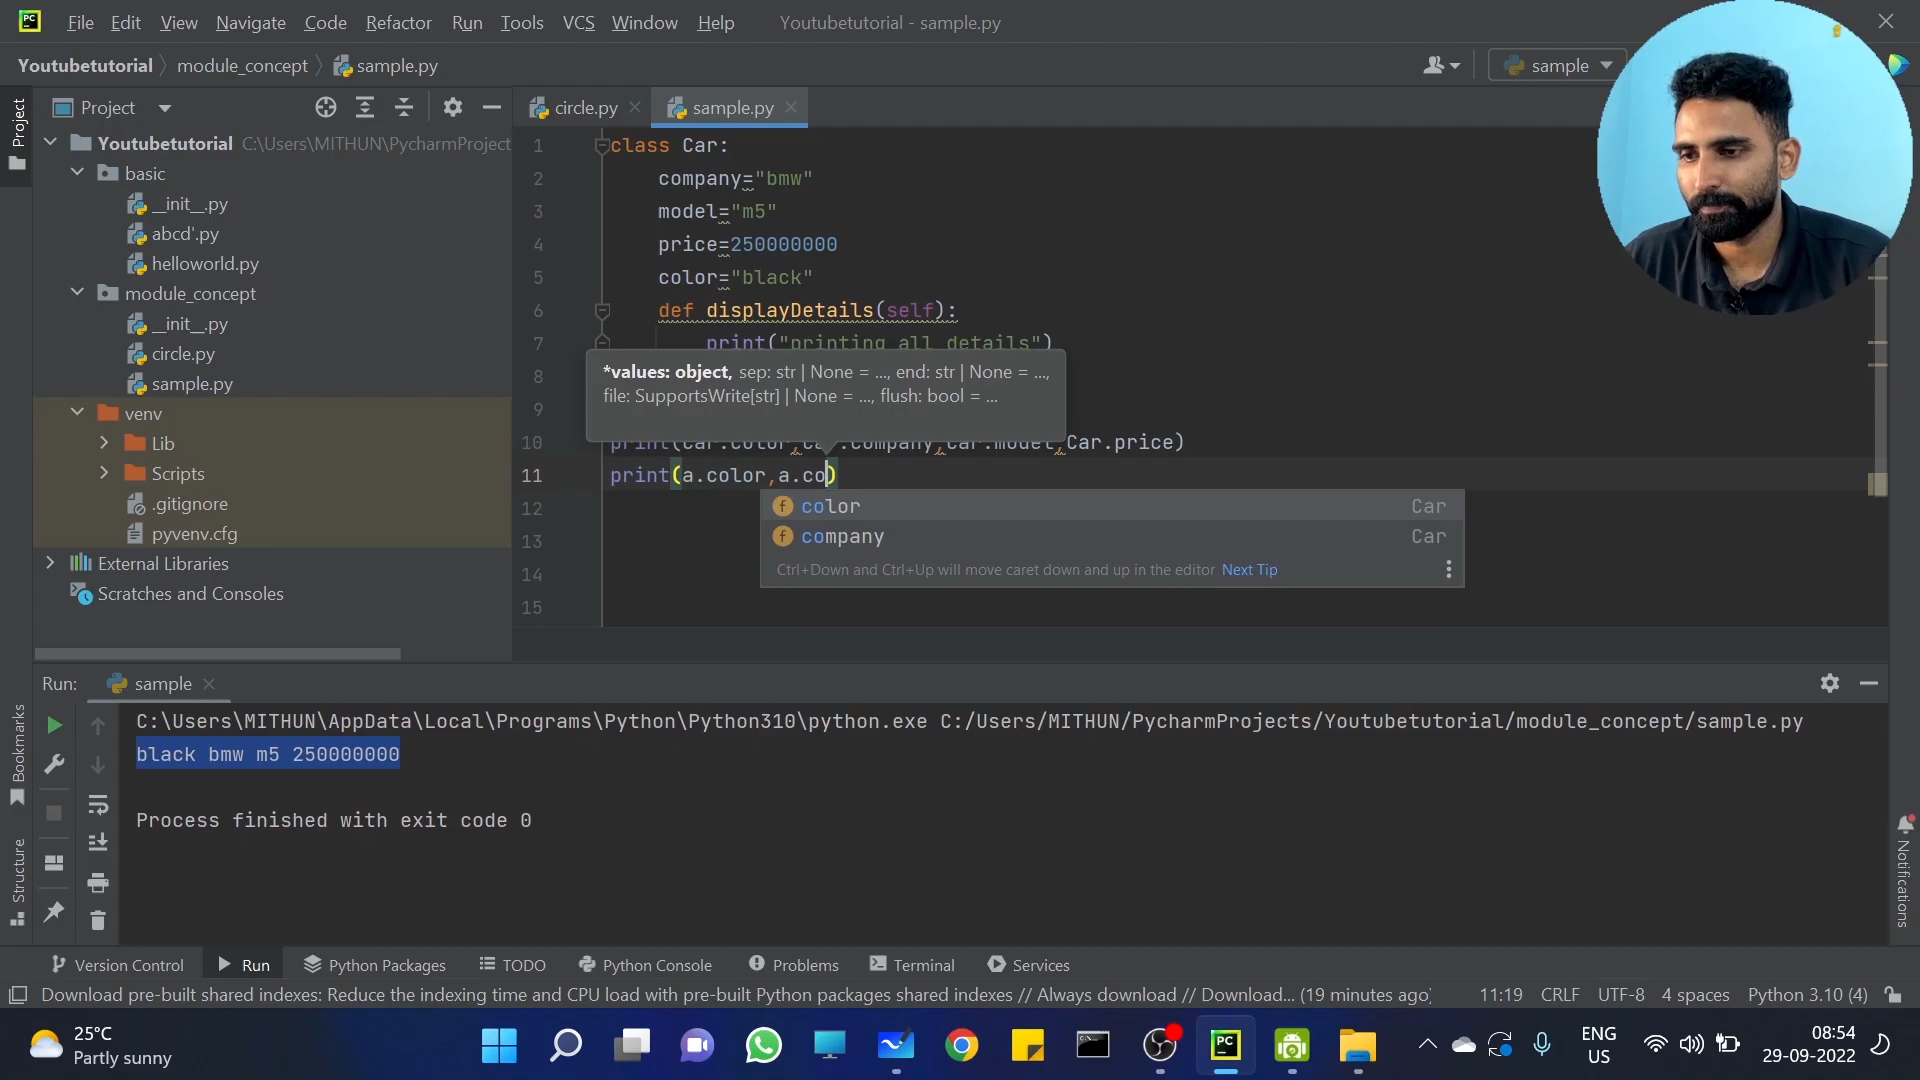 PC File Edit View Navigate Code Refactor Run Tools VCS Window Help Youtubetutorial - sample.py
Youtubetutorial module_concept sample.py
sample
Project
Project
circle.py
sample.py
Youtubetutorial C:\Users\MITHUN\PycharmProject
basic
__init__.py
abcd'.py
helloworld.py
module_concept
__init__.py
circle.py
sample.py
venv
Lib
Scripts
.gitignore
pyvenv.cfg
External Libraries
Scratches and Consoles
1 class Car:
2 company="bmw"
3 model="m5"
4 price=250000000
5 color="black"
6 def displayDetails(self):
7 print("printing all details")
8
9
10 print(Car.color,Car.company,Car.model,Car.price)
11 print(a.color,a.co)
12
13
14
15
*values: object, sep: str | None = ..., end: str | None = ...,
file: SupportsWrite[str] | None = ..., flush: bool = ...
f color Car
f company Car
Ctrl+Down and Ctrl+Up will move caret down and up in the editor Next Tip
Run: sample
C:\Users\MITHUN\AppData\Local\Programs\Python\Python310\python.exe C:/Users/MITHUN/PycharmProjects/Youtubetutorial/module_concept/sample.py
black bmw m5 250000000
Process finished with exit code 0
Bookmarks
Structure
Notifications
Version Control Run Python Packages TODO Python Console Problems Terminal Services
Download pre-built shared indexes: Reduce the indexing time and CPU load with pre-built Python packages shared indexes // Always download // Download... (19 minutes ago) 11:19 CRLF UTF-8 4 spaces Python 3.10 (4)
25°C
Partly sunny
PC
ENG
US
08:54
29-09-2022